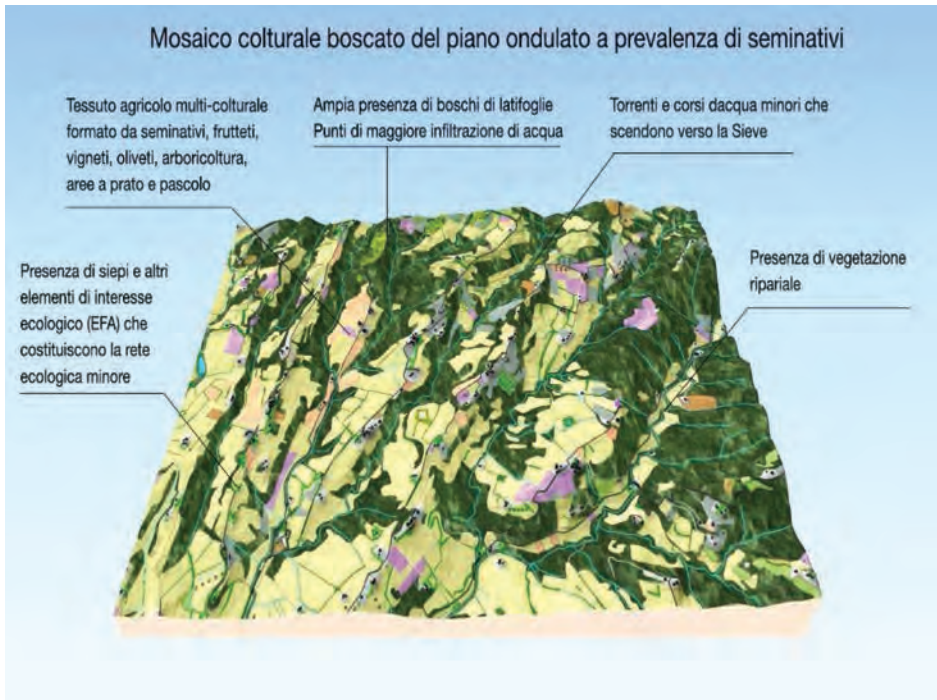 Mosaico colturale boscato del piano ondulato a prevalenza di seminativi
Tessuto agricolo multi-colturale
formato da seminativi, frutteti,
vigneti, oliveti, arboricoltura,
aree a prato e pascolo
Ampia presenza di boschi di latifoglie
Punti di maggiore infiltrazione di acqua
Torrenti e corsi dacqua minori che
scendono verso la Sieve
Presenza di siepi e altri
elementi di interesse
ecologico (EFA) che
costituiscono la rete
ecologica minore
Presenza di vegetazione
ripariale